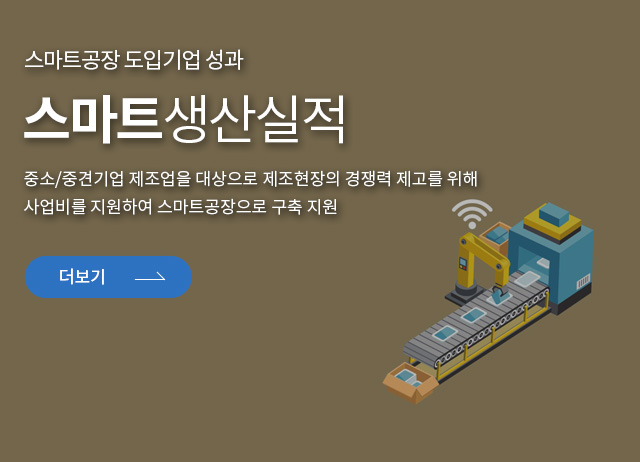 스마트공장 도입기업 성과
스마트생산실적
중소/중견기업 제조업을 대상으로 제조현장의 경쟁력 제고를 위해
사업비를 지원하여 스마트공장으로 구축 지원
더보기